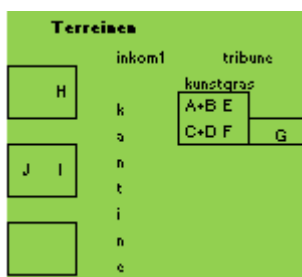 Terreinen
inkom1 tribune
kunstgras
H
k
A+B E
a
C+D F
G
n
J I
t
i
n
e